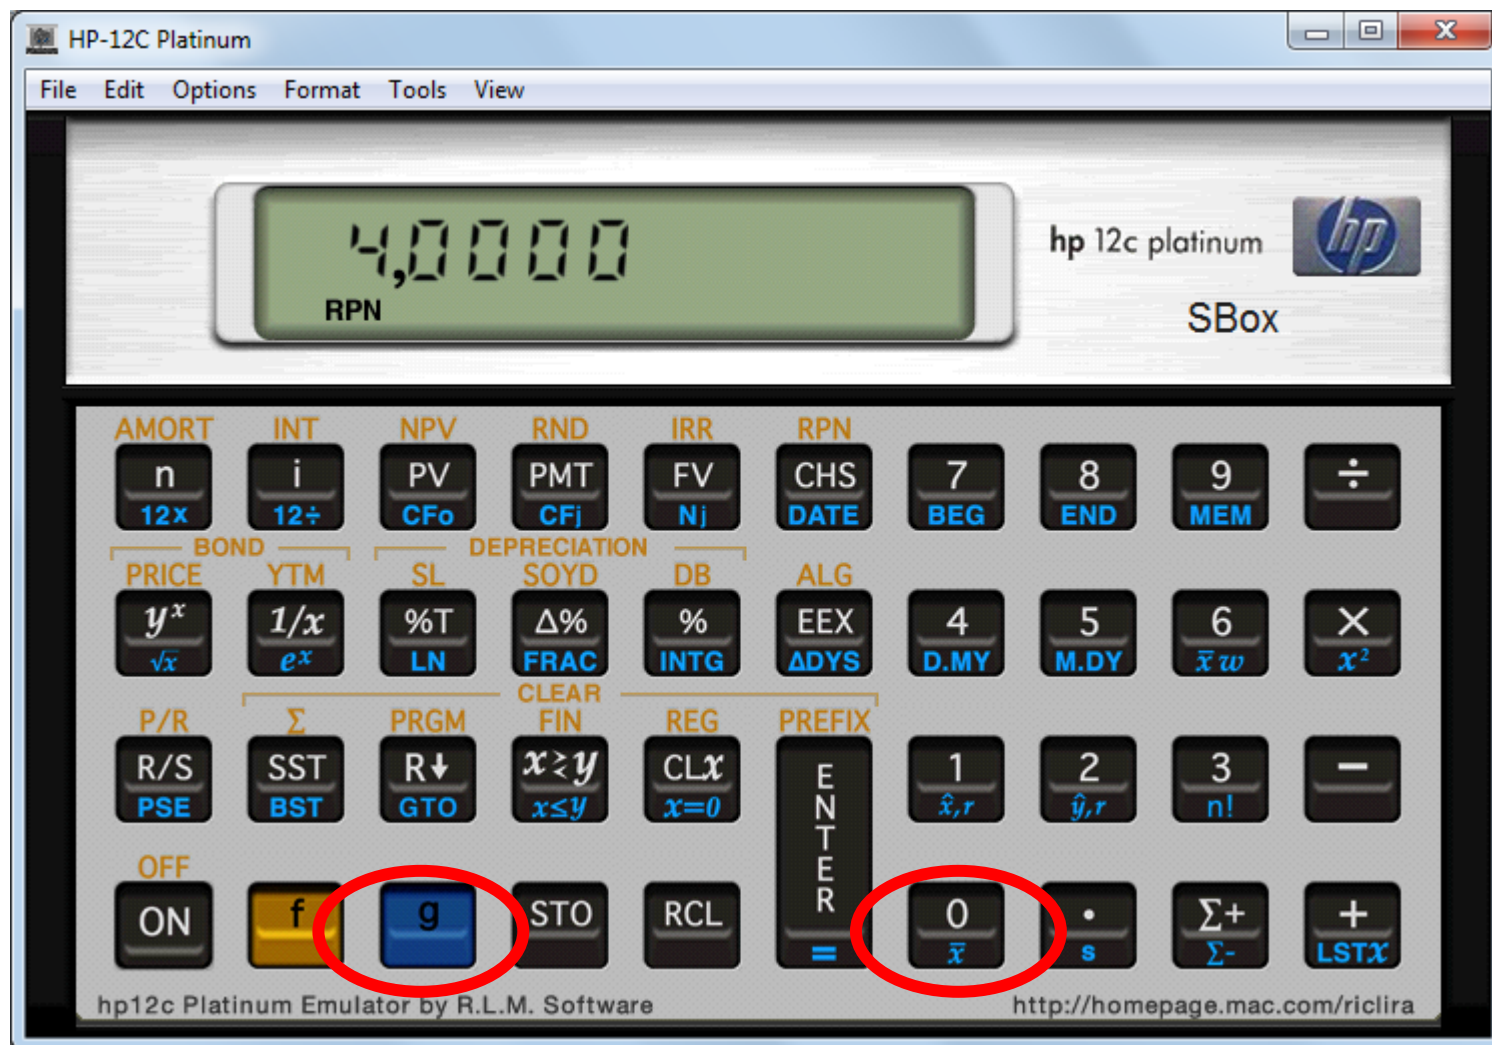 HP-12C Platinum
File Edit Options Format Tools View
4,0000
RPN
hp 12c platinum
hp
SBox
AMORT INT NPV RND IRR RPN
n i PV PMT FV CHS 7 8 9 ÷
12x 12÷ CFo CFj Nj DATE BEG END MEM
BOND DEPRECIATION
PRICE YTM SL SOYD DB ALG
yˣ 1/x %T Δ% % EEX 4 5 6 ×
√x eˣ LN FRAC INTG ΔDYS D.MY M.DY x̅w x²
CLEAR
P/R Σ PRGM FIN REG PREFIX
R/S SST R↓ x≷y CLx ENTER 1 2 3 −
PSE BST GTO x≤y x=0 x̂,r ŷ,r n!
OFF
ON f g STO RCL 0 • Σ+ +
= x̅ s Σ- LSTx
hp12c Platinum Emulator by R.L.M. Software http://homepage.mac.com/riclira